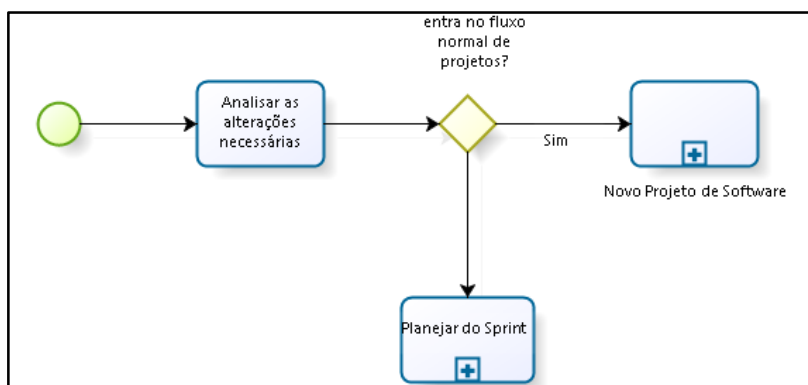 entra no fluxo
normal de
projetos?
Analisar as
alterações
necessárias
Sim
Novo Projeto de Software
Planejar do Sprint